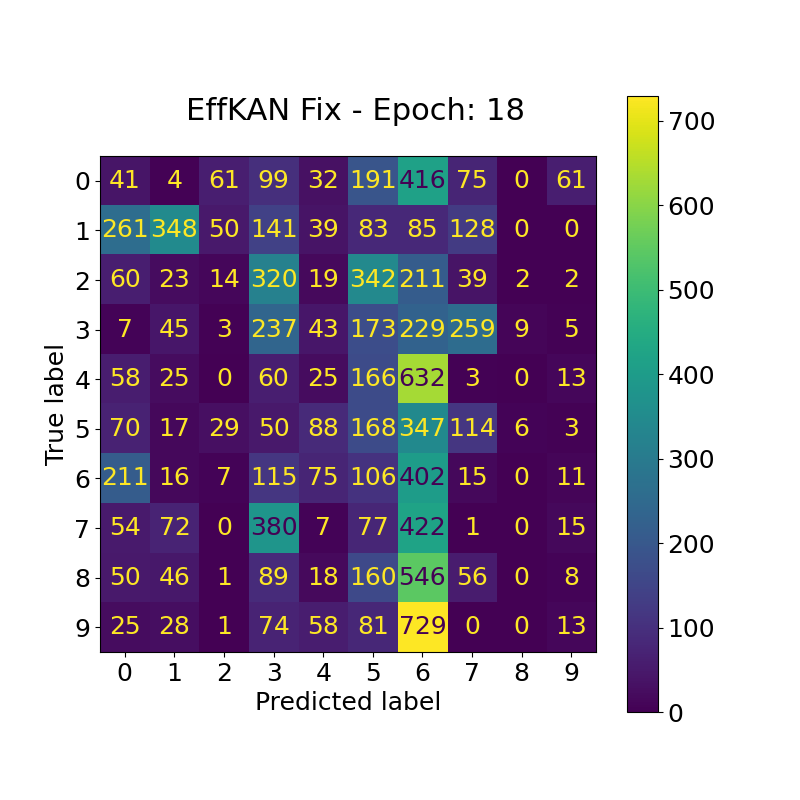 EffKAN Fix - Epoch: 18
0 41 4 61 99 32 191 416 75 0 61
1 261 348 50 141 39 83 85 128 0 0
2 60 23 14 320 19 342 211 39 2 2
3 7 45 3 237 43 173 229 259 9 5
4 58 25 0 60 25 166 632 3 0 13
5 70 17 29 50 88 168 347 114 6 3
6 211 16 7 115 75 106 402 15 0 11
7 54 72 0 380 7 77 422 1 0 15
8 50 46 1 89 18 160 546 56 0 8
9 25 28 1 74 58 81 729 0 0 13
0 1 2 3 4 5 6 7 8 9
Predicted label
True label
700
600
500
400
300
200
100
0